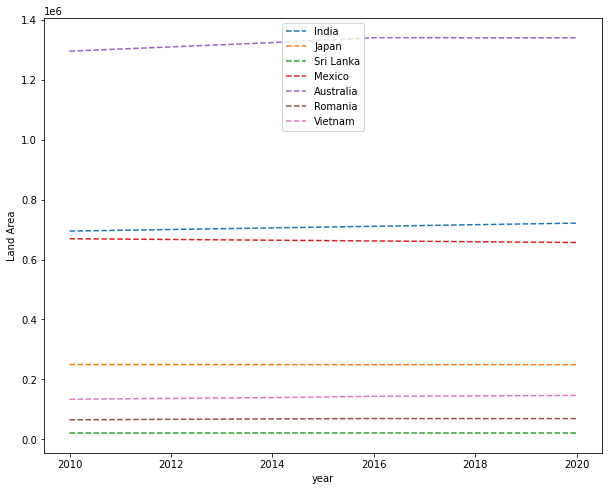 1e6
1.4
1.2
1.0
0.8
0.6
0.4
0.2
0.0
Land Area
India
Japan
Sri Lanka
Mexico
Australia
Romania
Vietnam
2010 2012 2014 2016 2018 2020
year